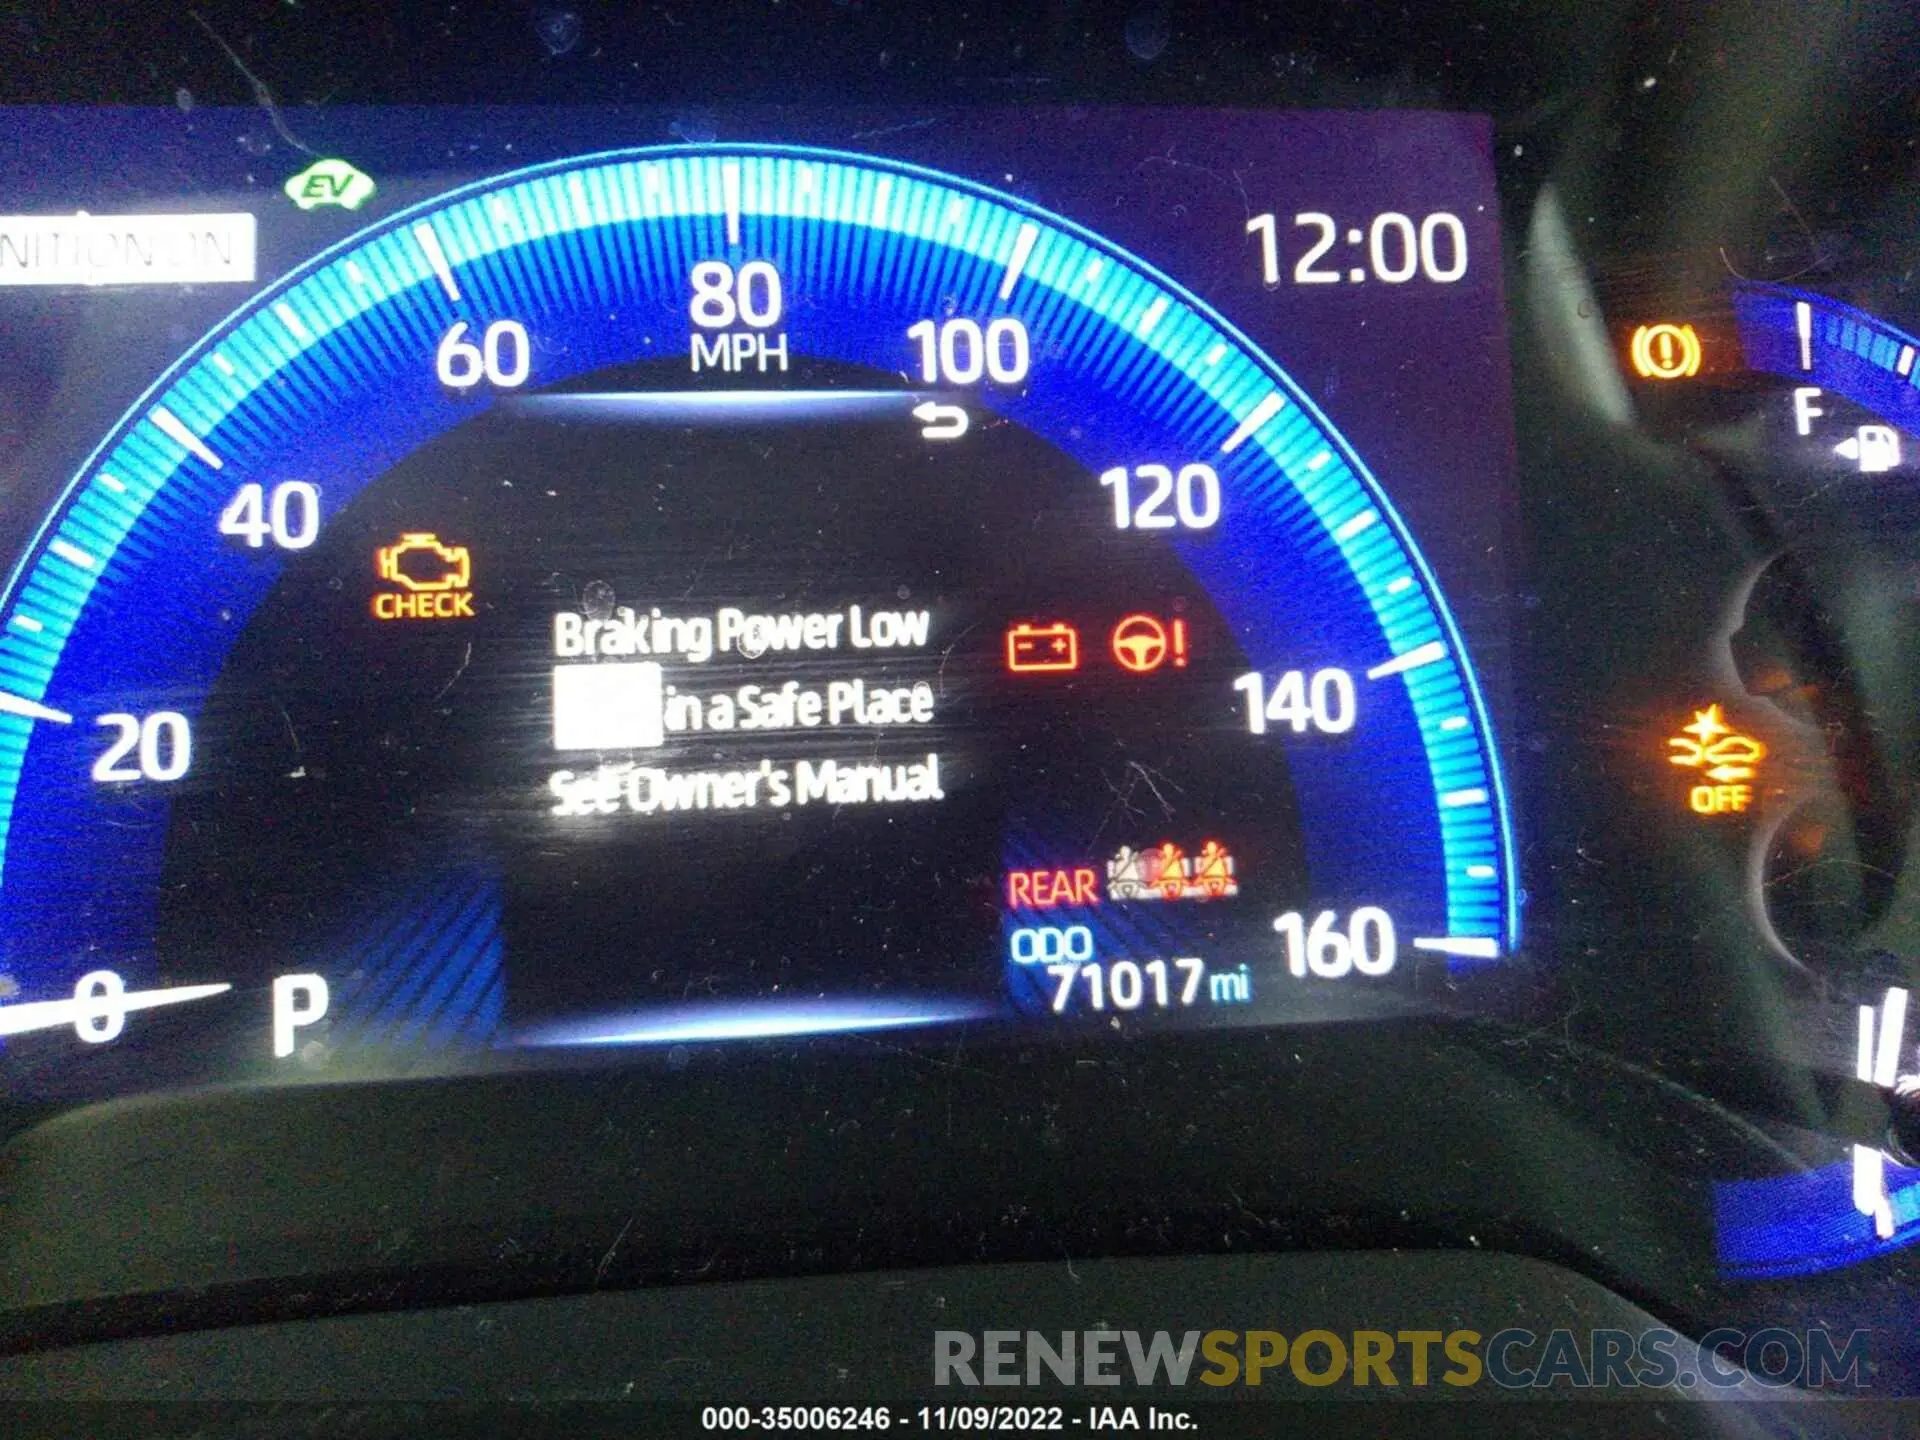 EV
12:00
80
MPH
60
100
F
40
120
CHECK
Braking Power Low
in a Safe Place
140
20
See Owner's Manual
OFF
REAR
ODO
160
71017 mi
0
P
RENEWSPORTSCARS.COM
000-35006246 - 11/09/2022 - IAA Inc.